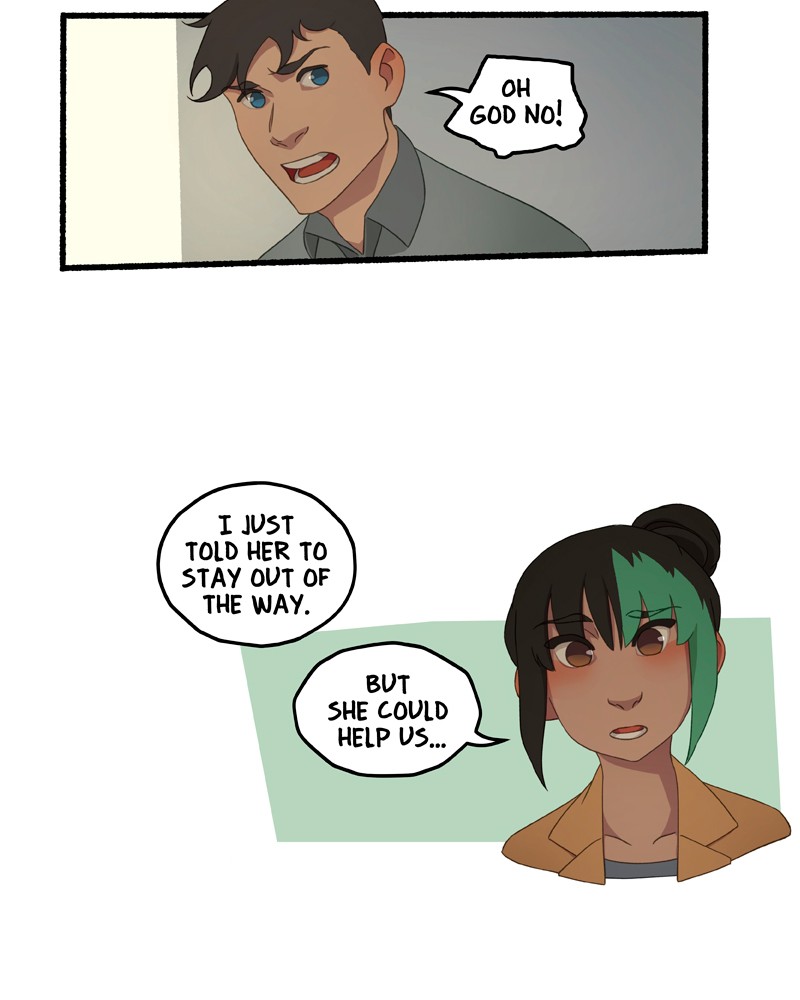 OH
GOD NO!
I JUST
TOLD HER TO
STAY OUT OF
THE WAY.
BUT
SHE COULD
HELP US...